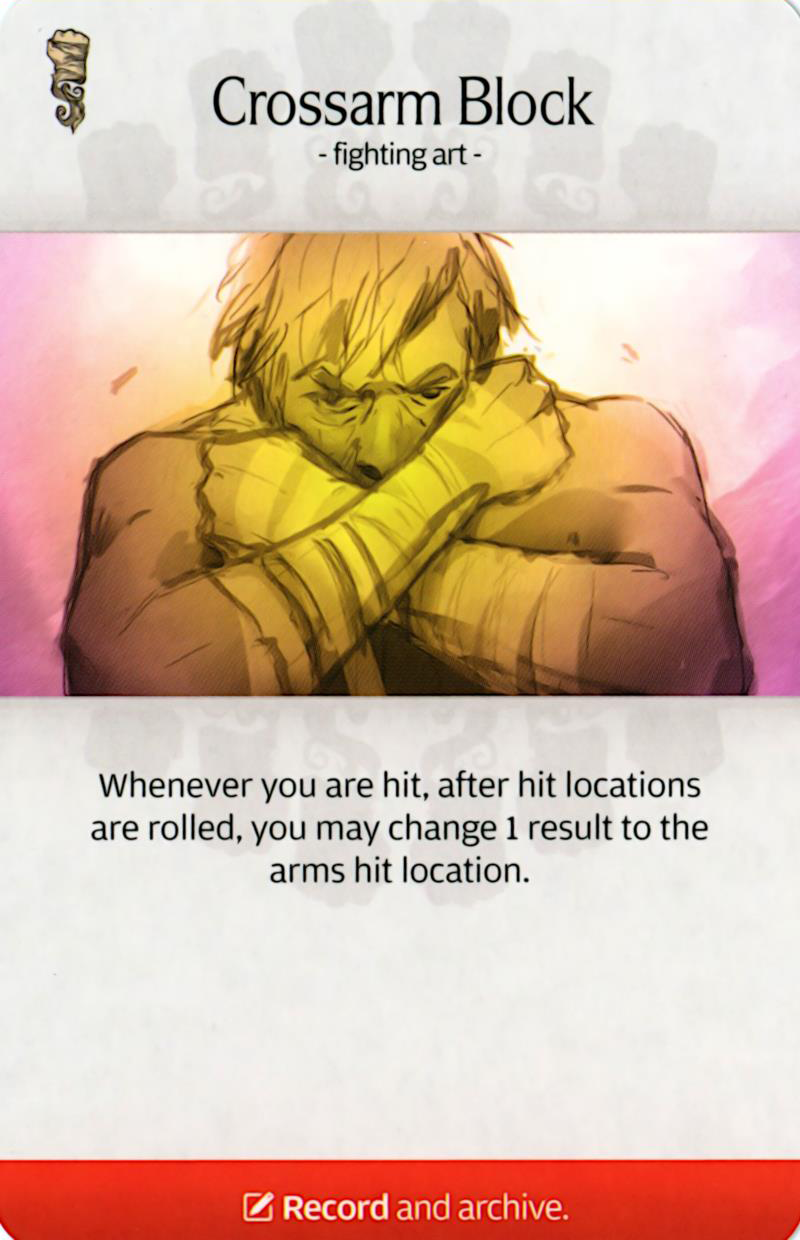 Crossarm Block
- fighting art -
Whenever you are hit, after hit locations
are rolled, you may change 1 result to the
arms hit location.
Record and archive.